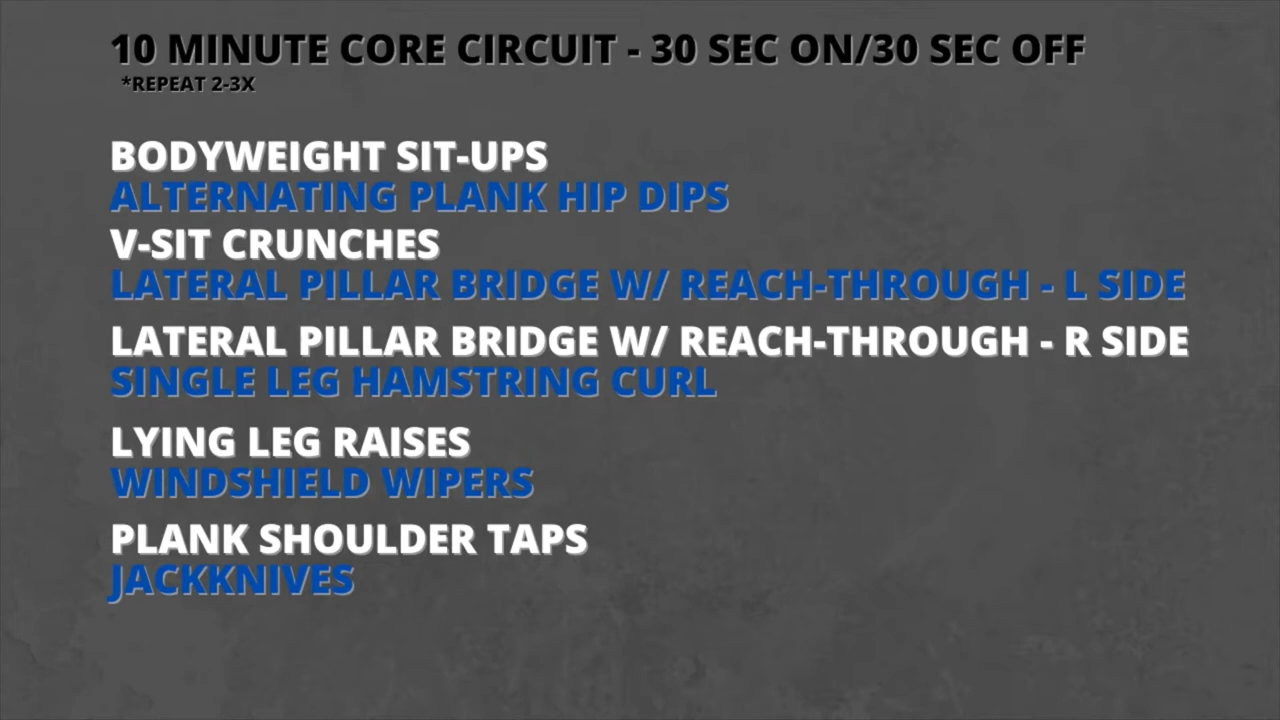 10 MINUTE CORE CIRCUIT - 30 SEC ON/30 SEC OFF
*REPEAT 2-3X
BODYWEIGHT SIT-UPS
ALTERNATING PLANK HIP DIPS
V-SIT CRUNCHES
LATERAL PILLAR BRIDGE W/ REACH-THROUGH - L SIDE
LATERAL PILLAR BRIDGE W/ REACH-THROUGH - R SIDE
SINGLE LEG HAMSTRING CURL
LYING LEG RAISES
WINDSHIELD WIPERS
PLANK SHOULDER TAPS
JACKKNIVES